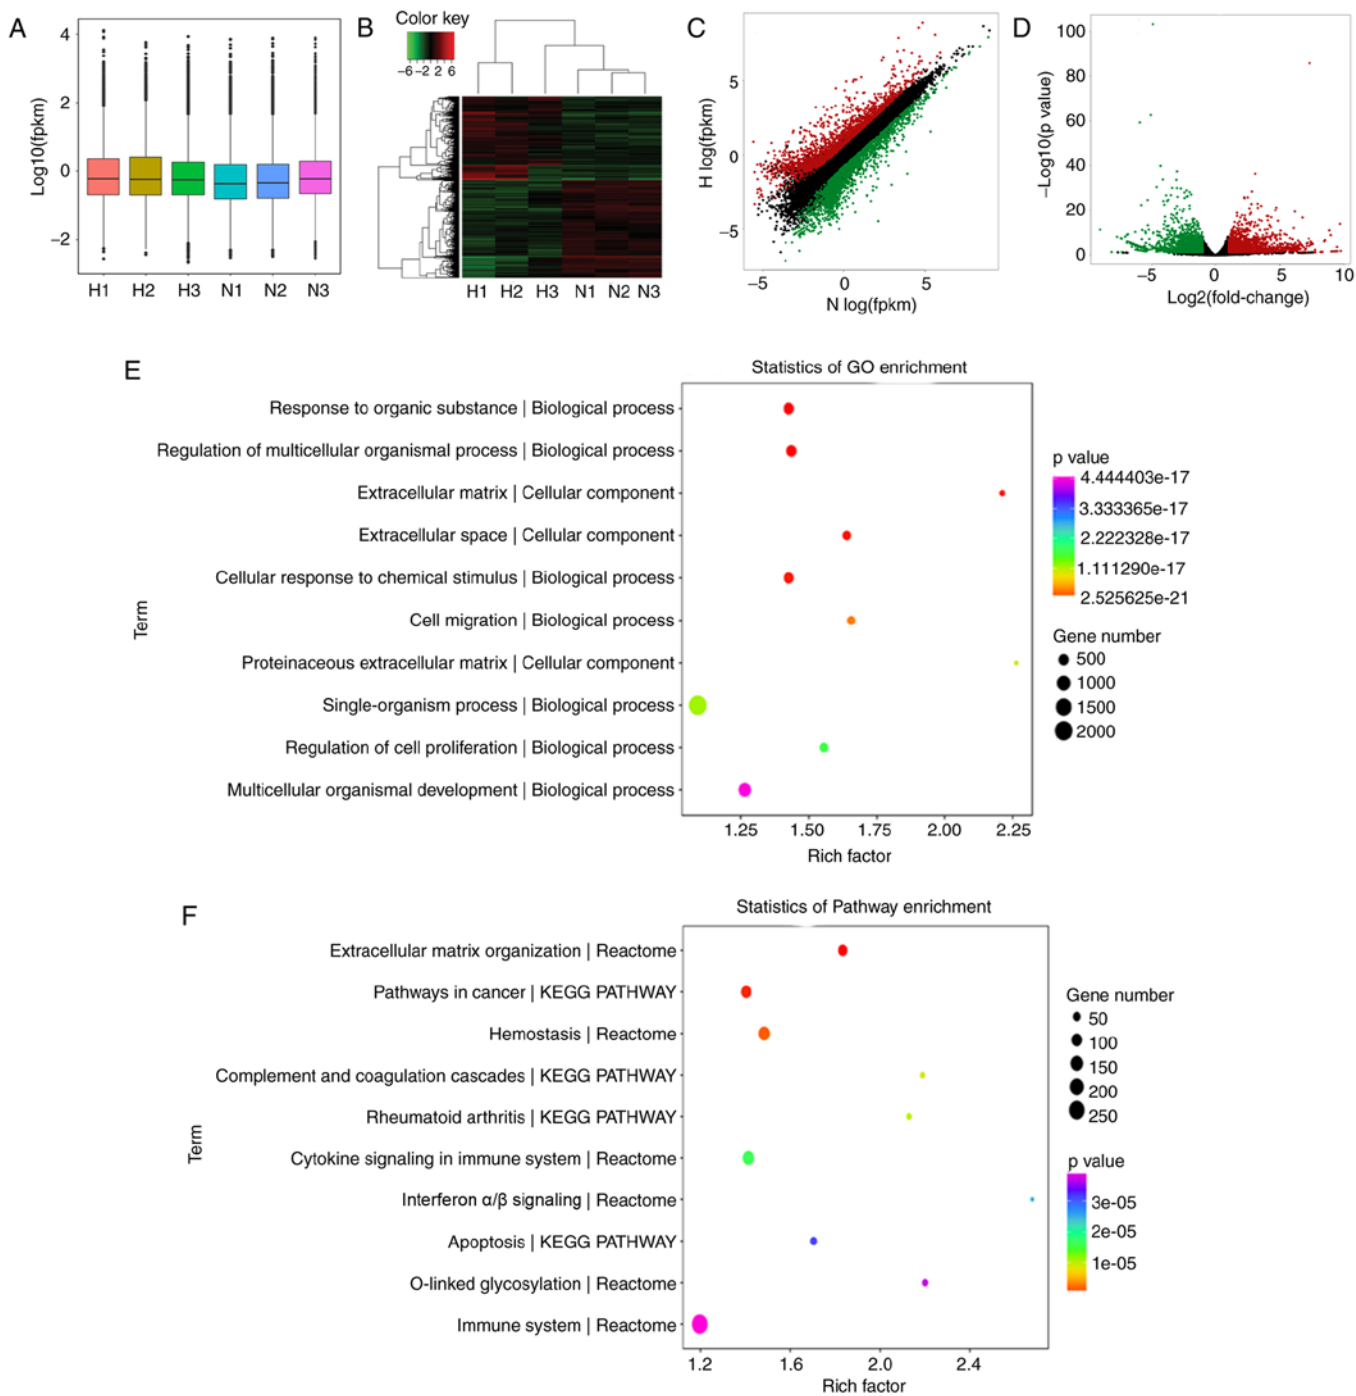 A
Log10(fpkm)
4
2
0
−2
H1 H2 H3 N1 N2 N3
B
Color key
−6 −2 2 6
H1 H2 H3 N1 N2 N3
C
H log(fpkm)
5
0
−5
−5 0 5
N log(fpkm)
D
−Log10(p value)
100
80
60
40
20
0
−5 0 5 10
Log2(fold-change)
E
Statistics of GO enrichment
Term
Response to organic substance | Biological process
Regulation of multicellular organismal process | Biological process
Extracellular matrix | Cellular component
Extracellular space | Cellular component
Cellular response to chemical stimulus | Biological process
Cell migration | Biological process
Proteinaceous extracellular matrix | Cellular component
Single-organism process | Biological process
Regulation of cell proliferation | Biological process
Multicellular organismal development | Biological process
1.25 1.50 1.75 2.00 2.25
Rich factor
p value
4.444403e-17
3.333365e-17
2.222328e-17
1.111290e-17
2.525625e-21
Gene number
500
1000
1500
2000
F
Statistics of Pathway enrichment
Term
Extracellular matrix organization | Reactome
Pathways in cancer | KEGG PATHWAY
Hemostasis | Reactome
Complement and coagulation cascades | KEGG PATHWAY
Rheumatoid arthritis | KEGG PATHWAY
Cytokine signaling in immune system | Reactome
Interferon α/β signaling | Reactome
Apoptosis | KEGG PATHWAY
O-linked glycosylation | Reactome
Immune system | Reactome
1.2 1.6 2.0 2.4
Rich factor
Gene number
50
100
150
200
250
p value
3e-05
2e-05
1e-05